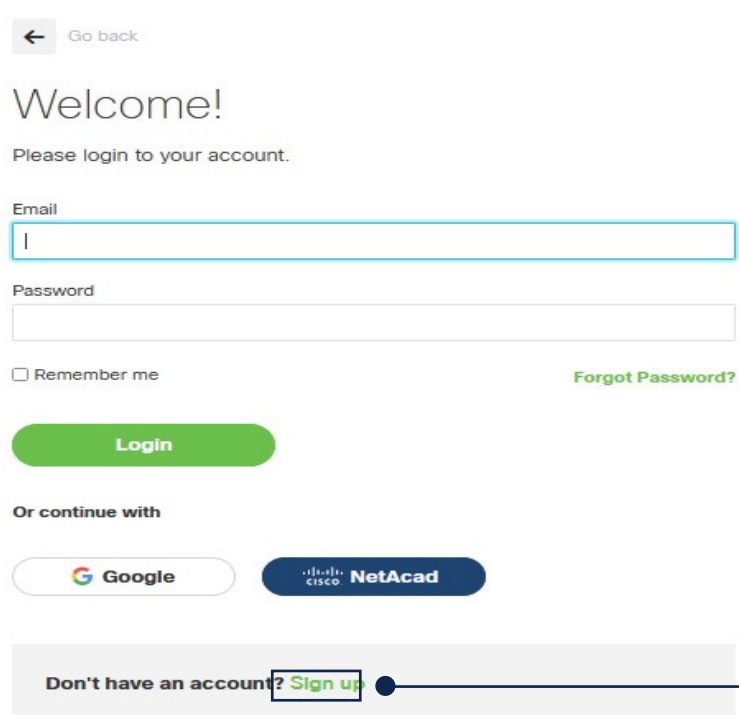 Go back
Welcome!
Please login to your account.
Email
Password
Remember me
Forgot Password?
Login
Or continue with
Google
cisco NetAcad
Don't have an account? Sign up